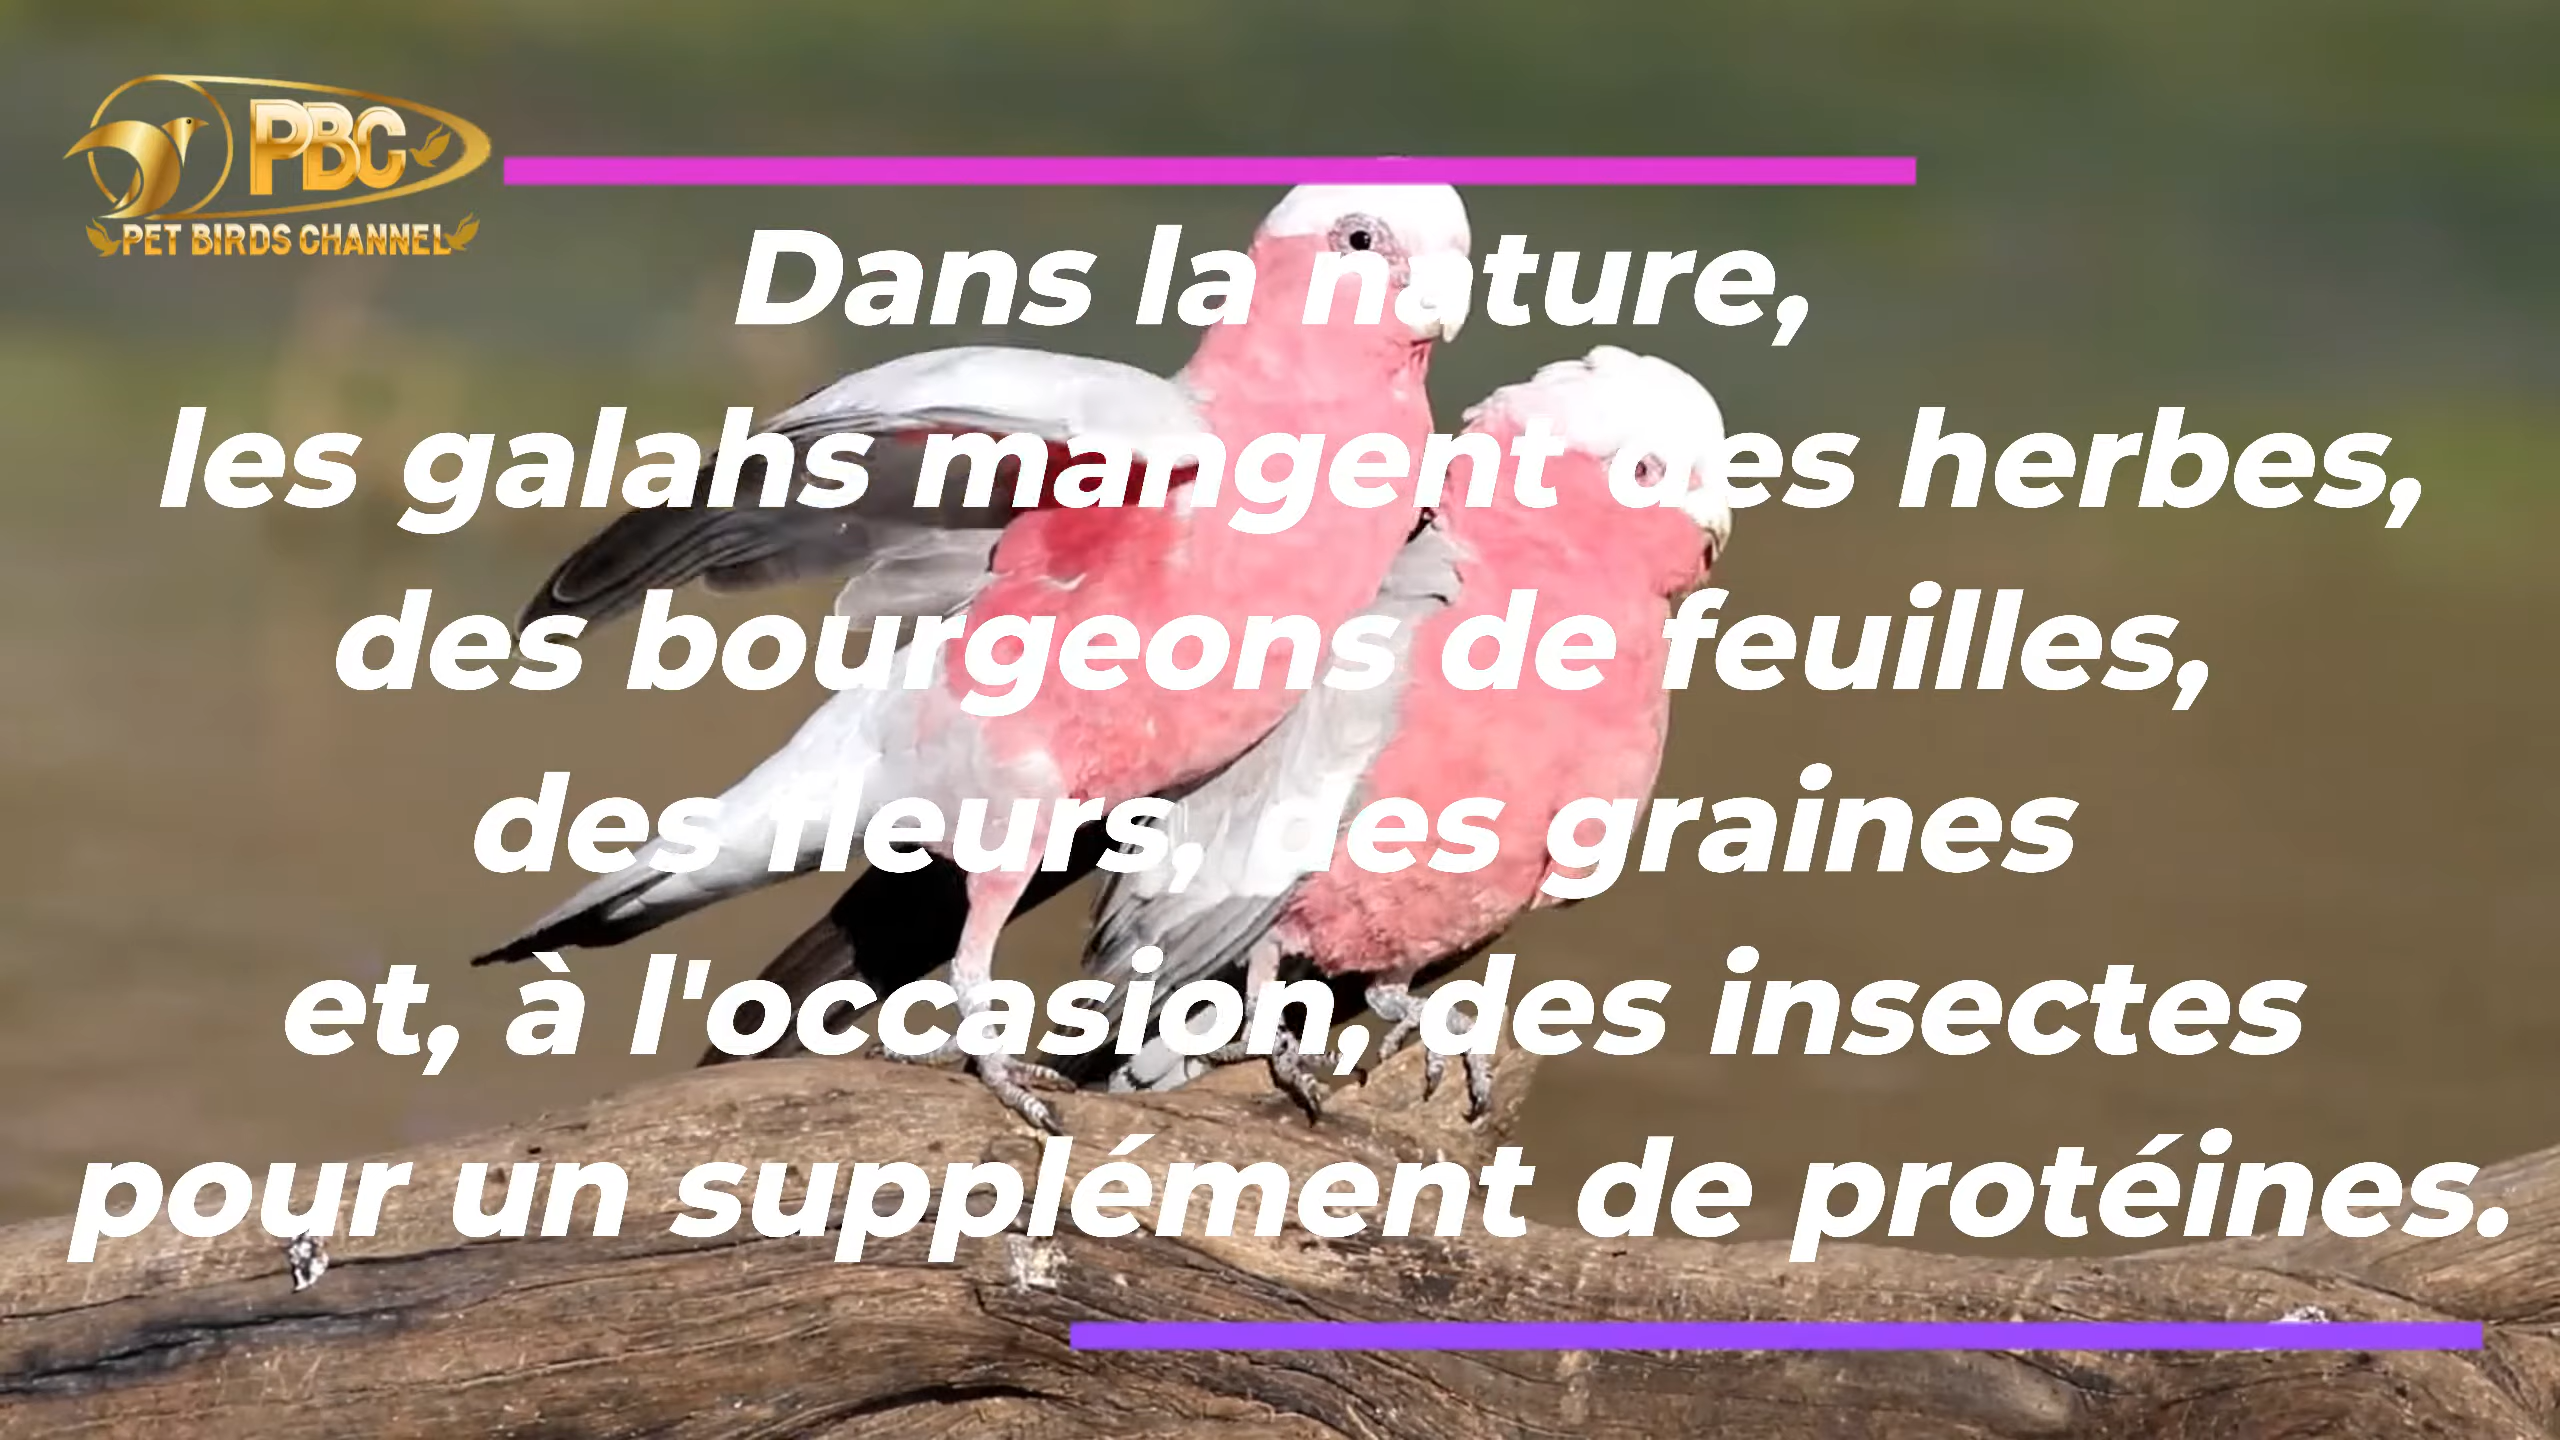 PBC
PET BIRDS CHANNEL
Dans la nature,
les galahs mangent des herbes,
des bourgeons de feuilles,
des fleurs, des graines
et, à l'occasion, des insectes
pour un supplément de protéines.